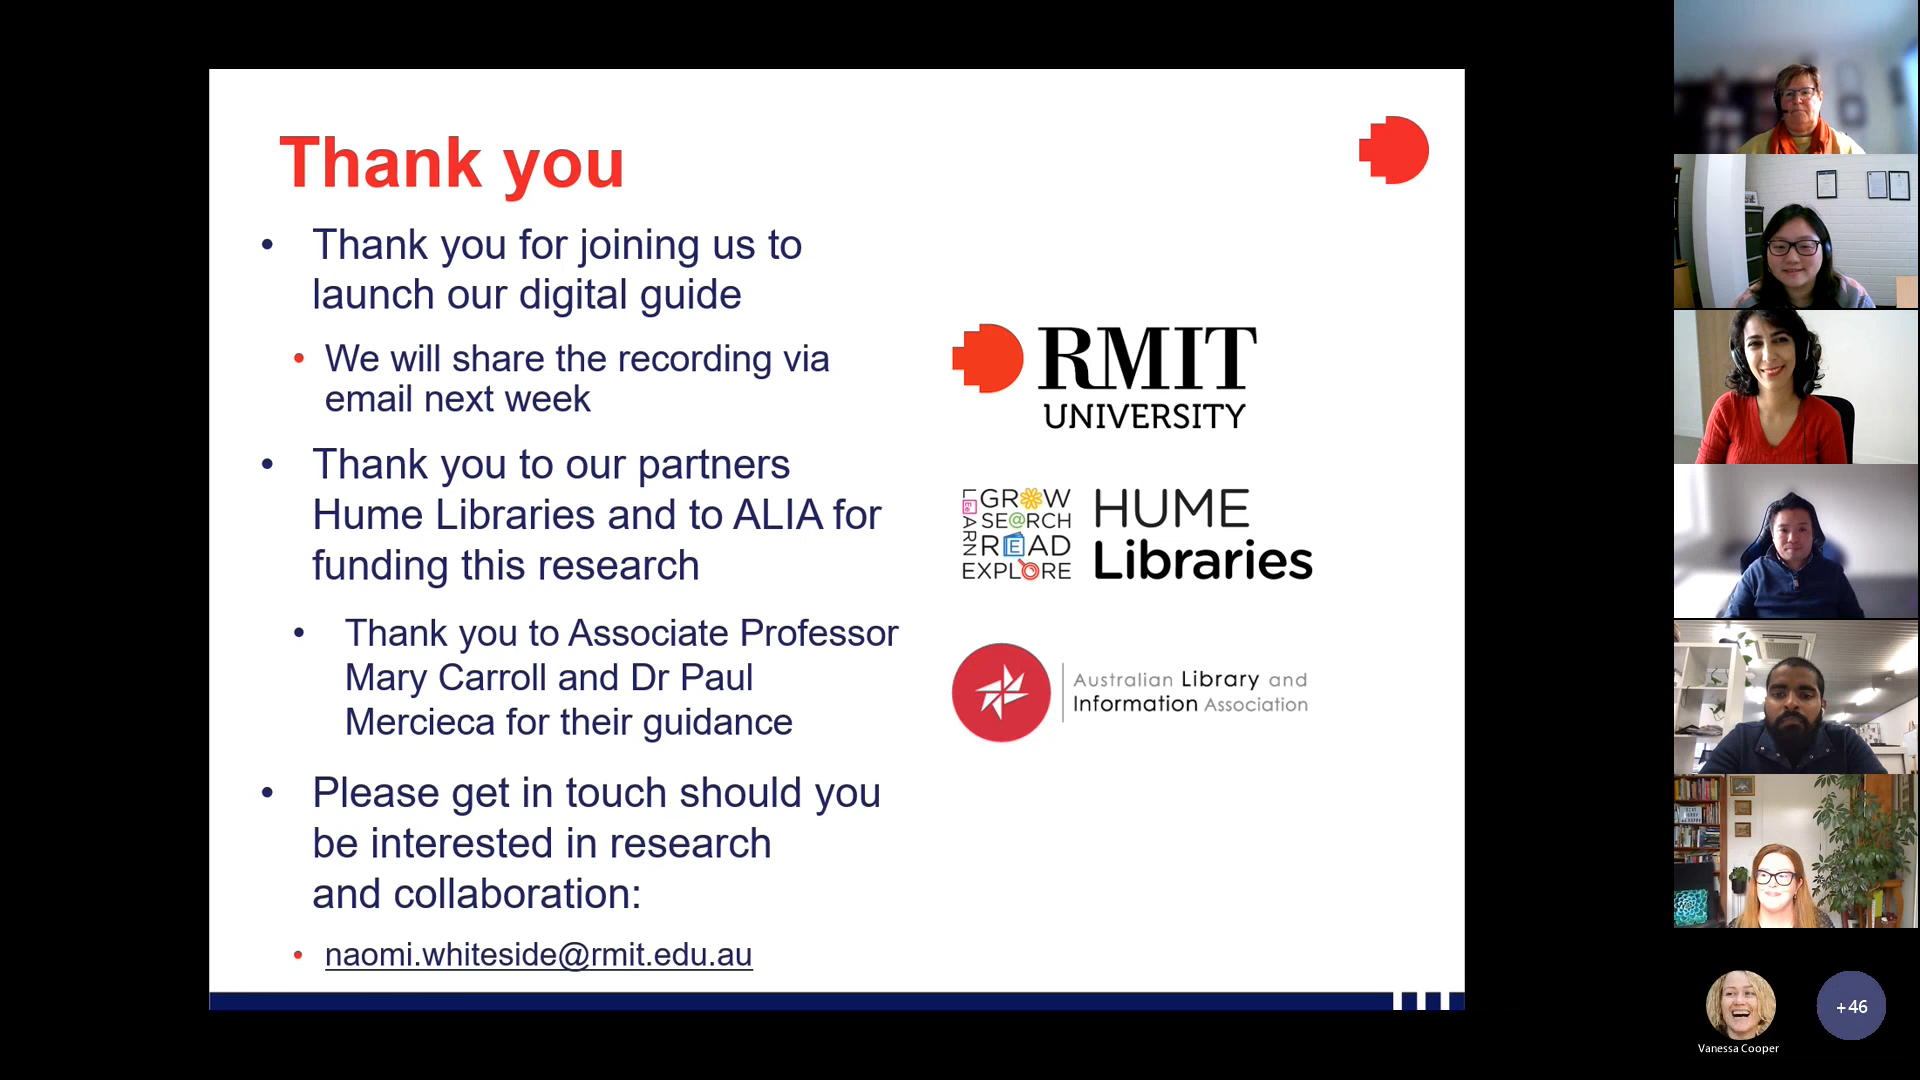 Thank you
• Thank you for joining us to
launch our digital guide
• We will share the recording via
email next week
• Thank you to our partners
Hume Libraries and to ALIA for
funding this research
• Thank you to Associate Professor
Mary Carroll and Dr Paul
Mercieca for their guidance
• Please get in touch should you
be interested in research
and collaboration:
• naomi.whiteside@rmit.edu.au
RMIT
UNIVERSITY
LEARN
GROW
SE@RCH
READ
EXPLORE
HUME
Libraries
Australian Library and
Information Association
+46
Vanessa Cooper